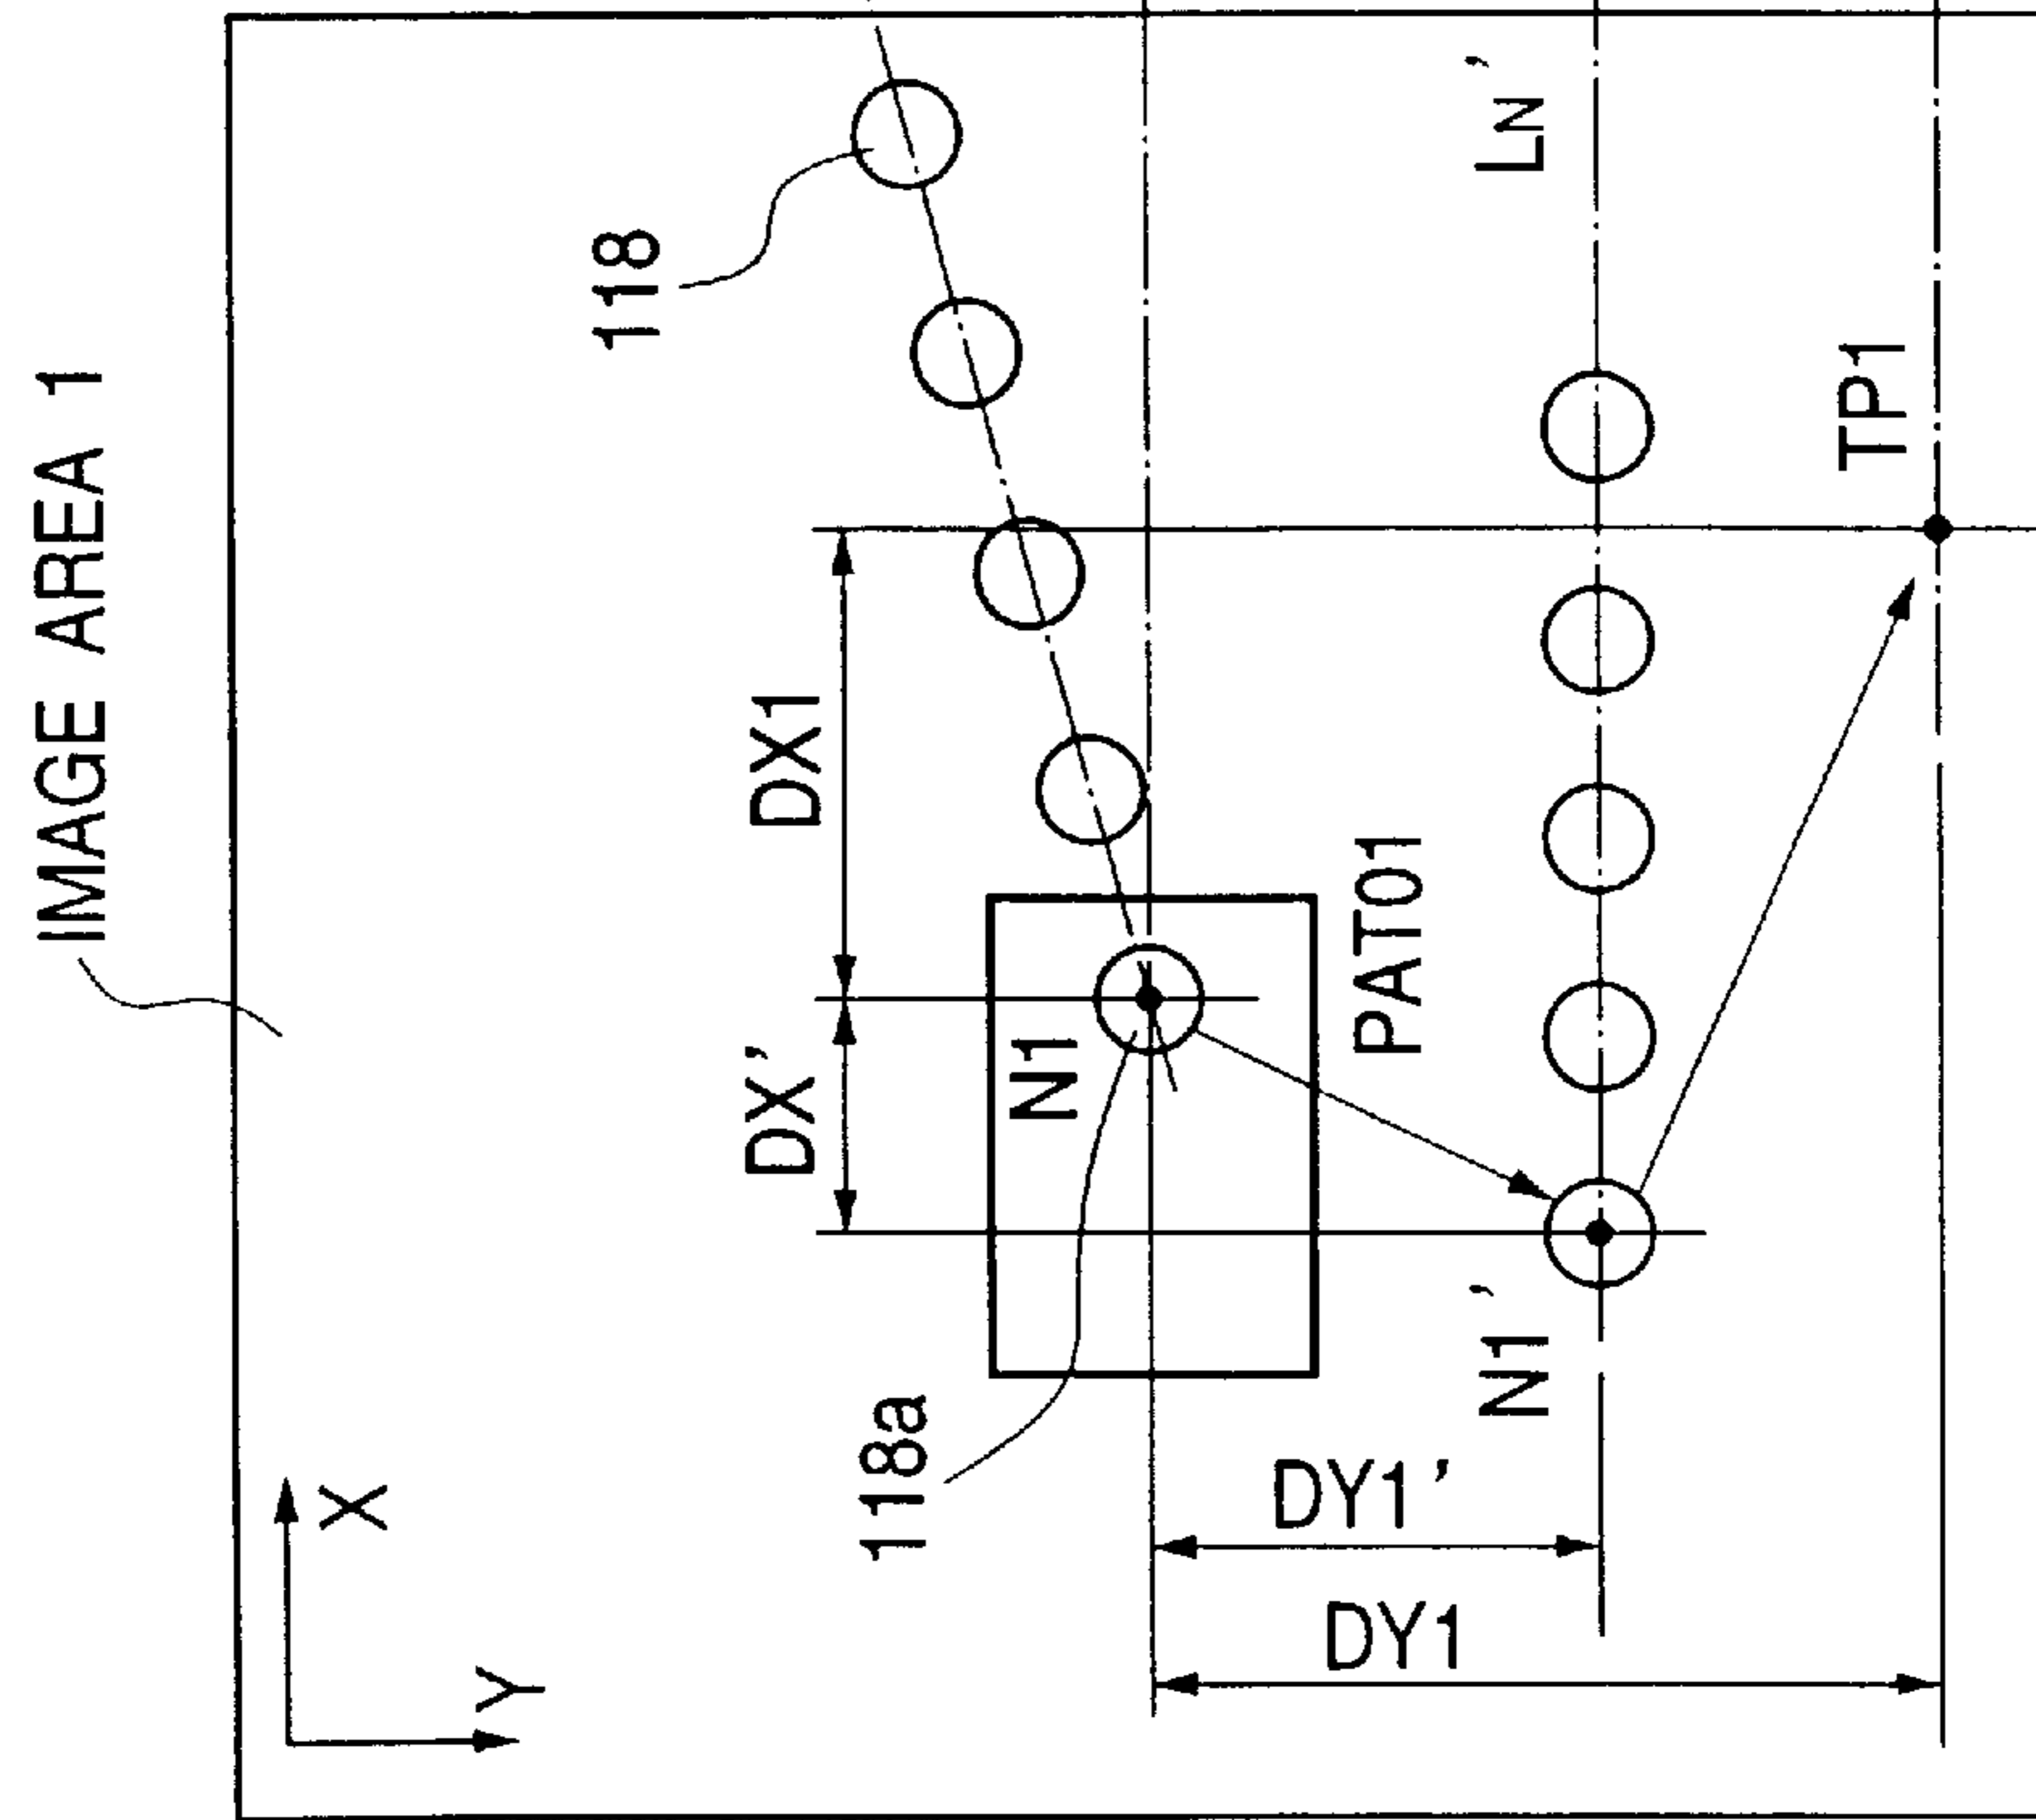 IMAGE AREA 1
118
LN'
DX'
DX1
TP1
N1
PAT01
118a
N1'
X
Y
DY1'
DY1